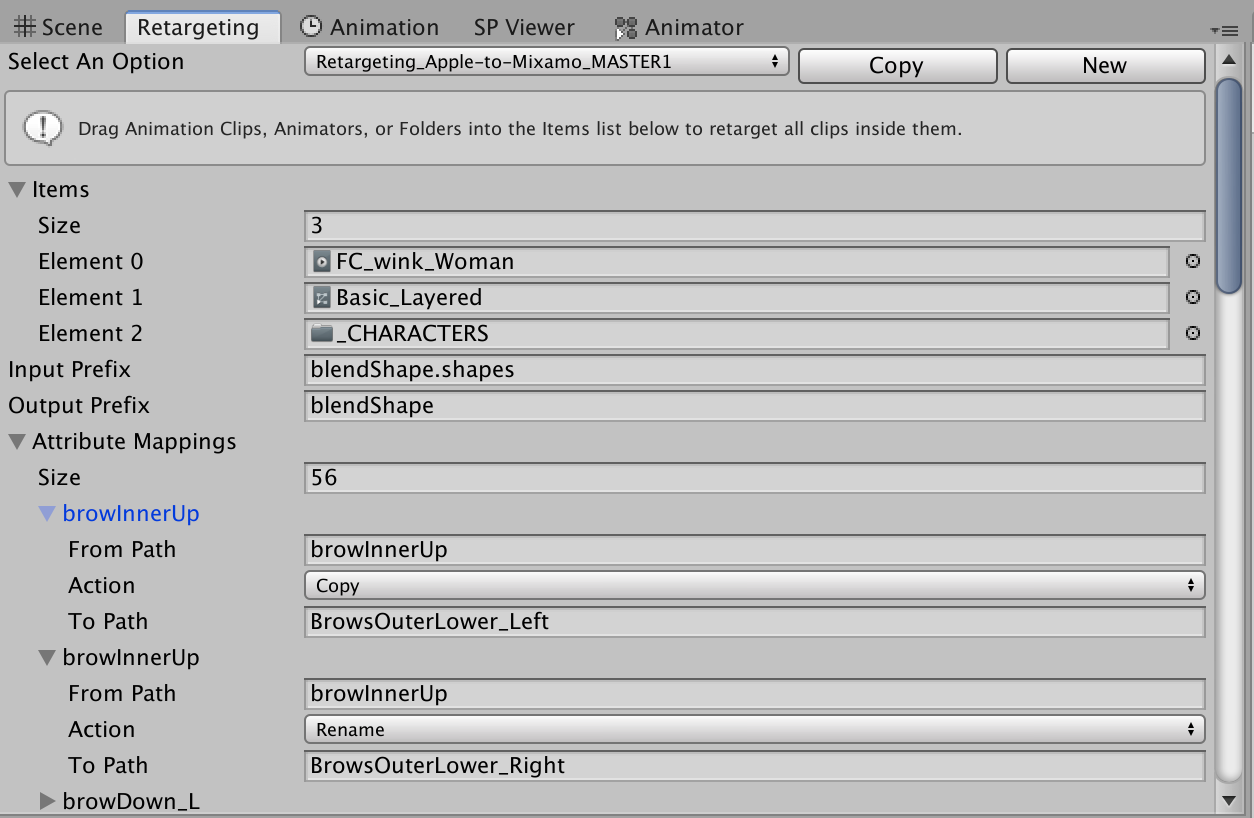 Scene Retargeting Animation SP Viewer Animator
Select An Option Retargeting_Apple-to-Mixamo_MASTER1 Copy New
Drag Animation Clips, Animators, or Folders into the Items list below to retarget all clips inside them.
Items
Size 3
Element 0 FC_wink_Woman
Element 1 Basic_Layered
Element 2 _CHARACTERS
Input Prefix blendShape.shapes
Output Prefix blendShape
Attribute Mappings
Size 56
browInnerUp
From Path browInnerUp
Action Copy
To Path BrowsOuterLower_Left
browInnerUp
From Path browInnerUp
Action Rename
To Path BrowsOuterLower_Right
browDown_L